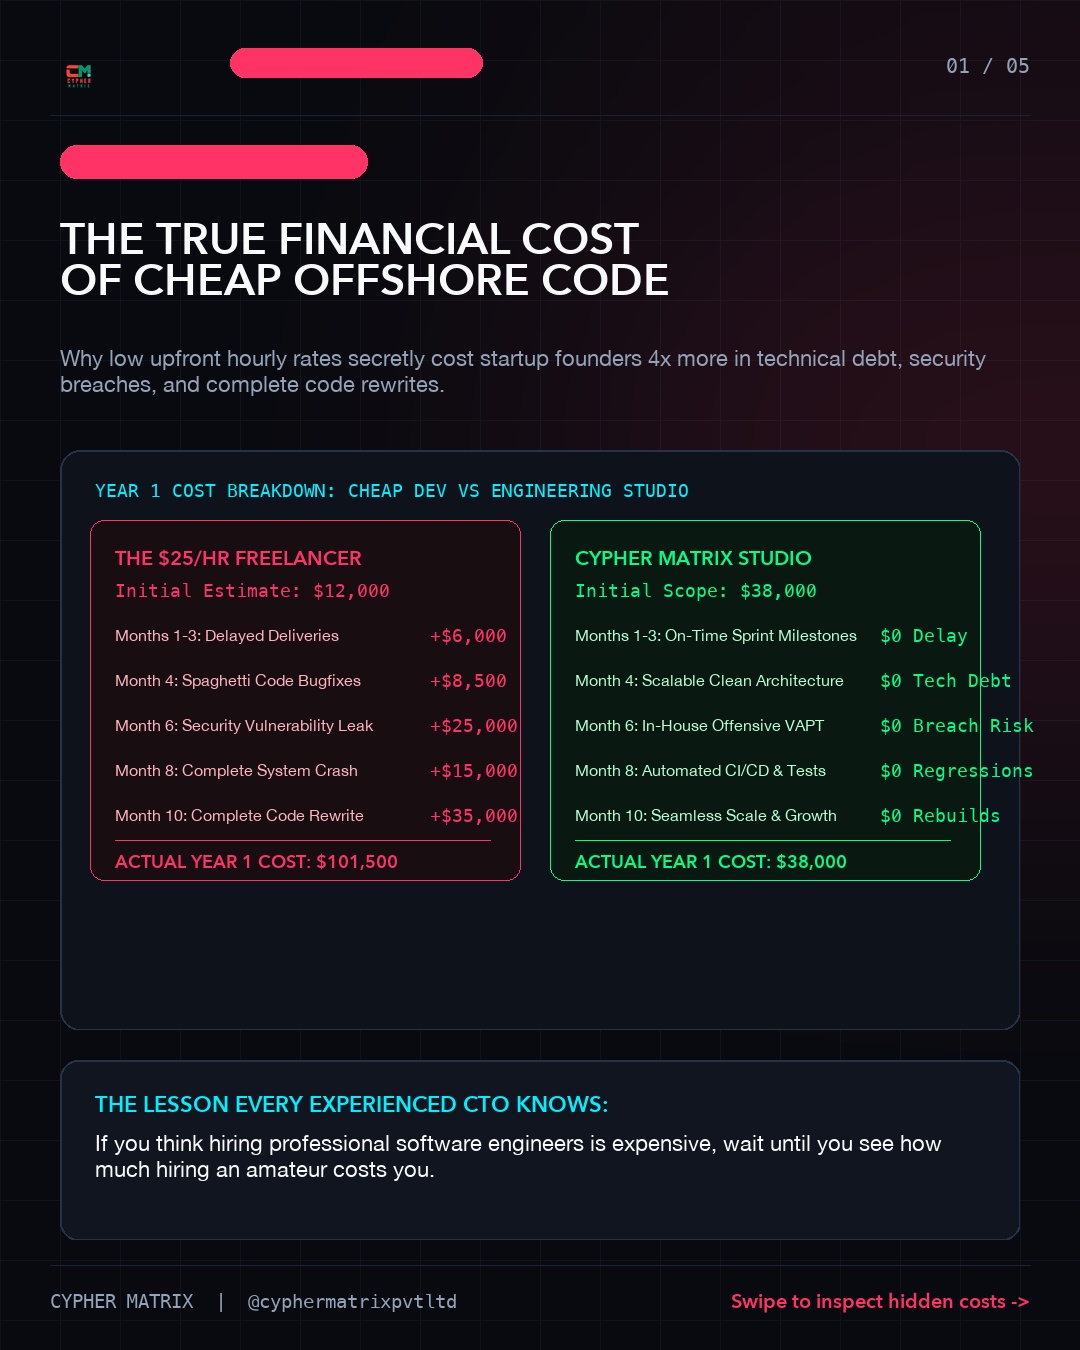 CM
CYPHER
MATRIX
01 / 05
THE TRUE FINANCIAL COST
OF CHEAP OFFSHORE CODE
Why low upfront hourly rates secretly cost startup founders 4x more in technical debt, security
breaches, and complete code rewrites.
YEAR 1 COST BREAKDOWN: CHEAP DEV VS ENGINEERING STUDIO
THE $25/HR FREELANCER
Initial Estimate: $12,000
Months 1-3: Delayed Deliveries +$6,000
Month 4: Spaghetti Code Bugfixes +$8,500
Month 6: Security Vulnerability Leak +$25,000
Month 8: Complete System Crash +$15,000
Month 10: Complete Code Rewrite +$35,000
ACTUAL YEAR 1 COST: $101,500
CYPHER MATRIX STUDIO
Initial Scope: $38,000
Months 1-3: On-Time Sprint Milestones $0 Delay
Month 4: Scalable Clean Architecture $0 Tech Debt
Month 6: In-House Offensive VAPT $0 Breach Risk
Month 8: Automated CI/CD & Tests $0 Regressions
Month 10: Seamless Scale & Growth $0 Rebuilds
ACTUAL YEAR 1 COST: $38,000
THE LESSON EVERY EXPERIENCED CTO KNOWS:
If you think hiring professional software engineers is expensive, wait until you see how
much hiring an amateur costs you.
CYPHER MATRIX | @cyphermatrixpvtltd
Swipe to inspect hidden costs ->